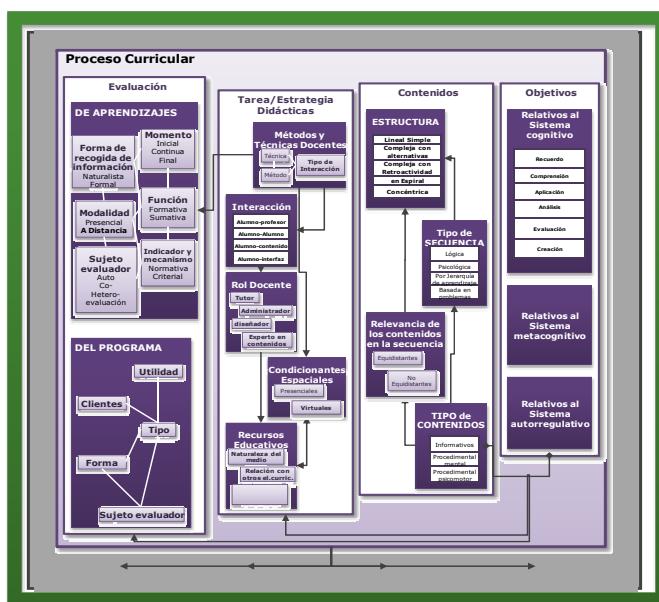 Proceso Curricular
Evaluación
DE APRENDIZAJES
Forma de
recogida de
información
Naturalista
Formal
Momento
Inicial
Continua
Final
Modalidad
Presencial
A Distancia
Función
Formativa
Sumativa
Sujeto
evaluador
Auto
Co-
Hetero-
evaluación
Indicador y
mecanismo
Normativa
Criterial
DEL PROGRAMA
Utilidad
Clientes
Tipo
Forma
Sujeto evaluador
Tarea/Estrategia
Didácticas
Métodos y
Técnicas Docentes
Técnica
Método
Tipo de
Interacción
Interacción
Alumno-profesor
Alumno-Alumno
Alumno-contenido
Alumno-interfaz
Rol Docente
Tutor
Administrador
diseñador
Experto en
contenidos
Condicionantes
Espaciales
Presenciales
Virtuales
Recursos
Educativos
Naturaleza del
medio
Relación con
otros el.curric.
Contenidos
ESTRUCTURA
Lineal Simple
Compleja con
alternativas
Compleja con
Retroactividad
en Espiral
Concéntrica
Tipo de
SECUENCIA
Lógica
Psicológica
Por Jerarquía
de aprendizaje
Basada en
problemas
Relevancia de
los contenidos
en la secuencia
Equidistantes
No
Equidistantes
TIPO de
CONTENIDOS
Informativos
Procedimental
mental
Procedimental
psicomotor
Objetivos
Relativos al
Sistema
cognitivo
Recuerdo
Comprensión
Aplicación
Análisis
Evaluación
Creación
Relativos al
Sistema
metacognitivo
Relativos al
Sistema
autorregulativo